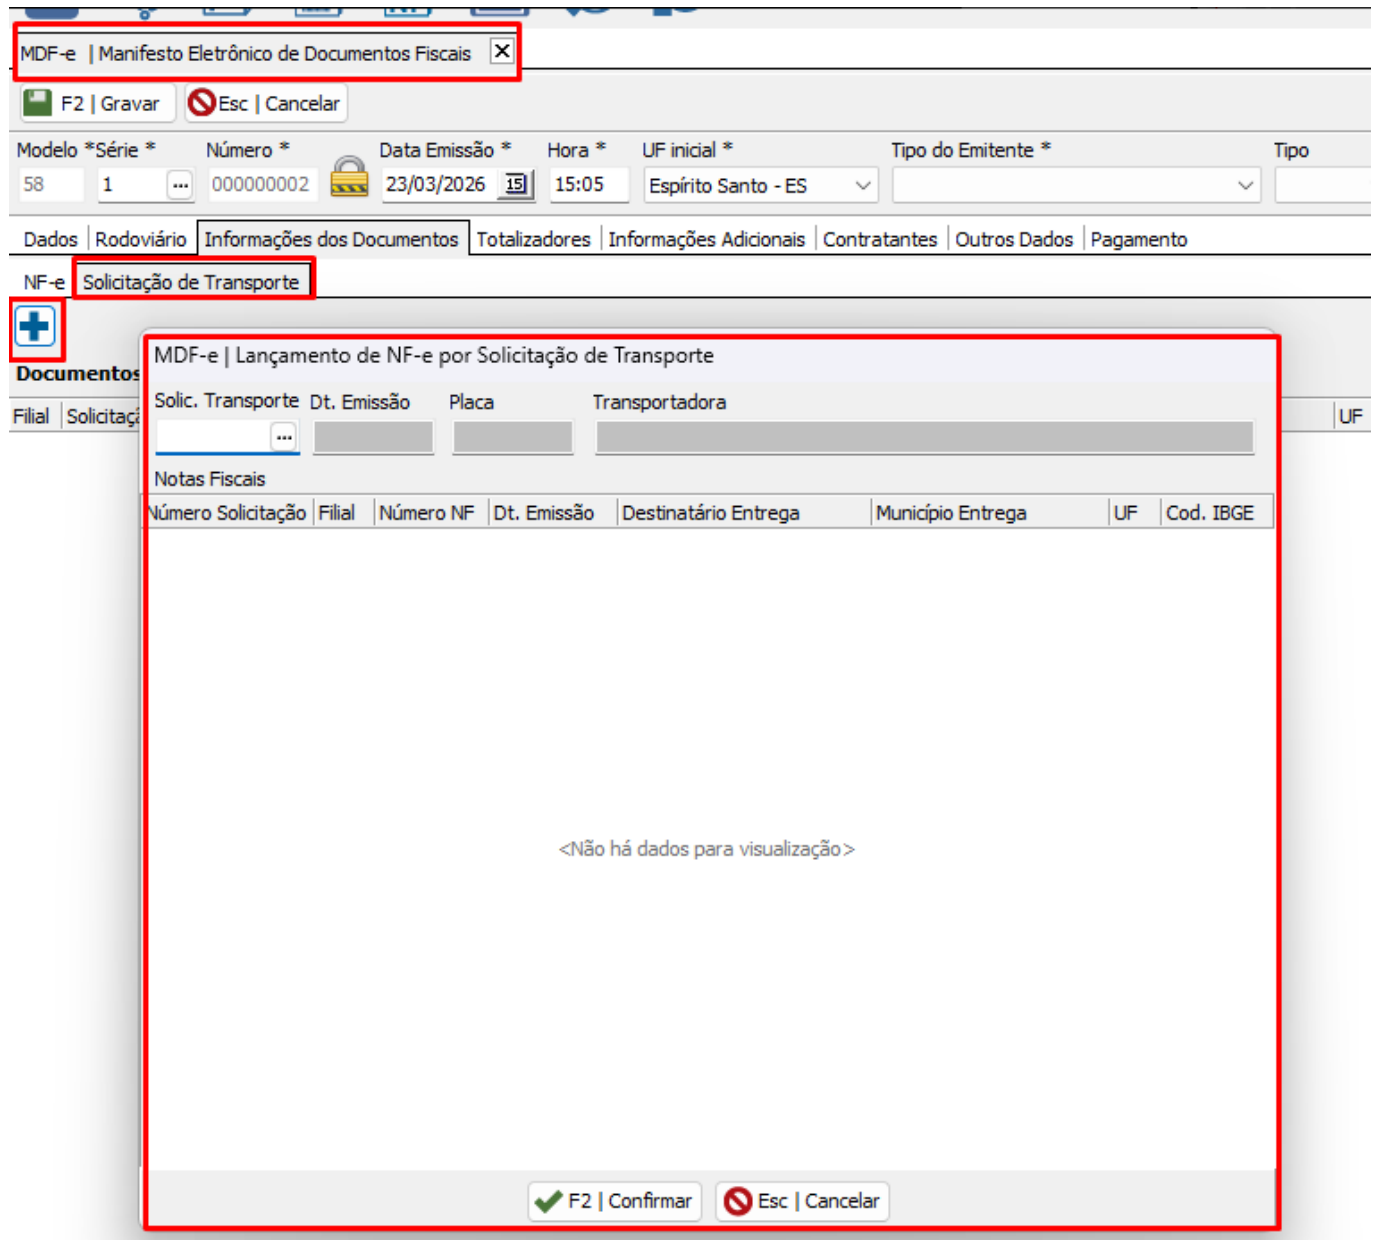 MDF-e | Manifesto Eletrônico de Documentos Fiscais
F2 | Gravar Esc | Cancelar
Modelo * Série * Número * Data Emissão * Hora * UF inicial * Tipo do Emitente * Tipo
58 1 ... 000000002 23/03/2026 15 15:05 Espírito Santo - ES
Dados Rodoviário Informações dos Documentos Totalizadores Informações Adicionais Contratantes Outros Dados Pagamento
NF-e Solicitação de Transporte
MDF-e | Lançamento de NF-e por Solicitação de Transporte
Documentos
Solic. Transporte Dt. Emissão Placa Transportadora
Filial Solicitaçã UF
...
Notas Fiscais
Número Solicitação Filial Número NF Dt. Emissão Destinatário Entrega Município Entrega UF Cod. IBGE
<Não há dados para visualização>
F2 | Confirmar Esc | Cancelar